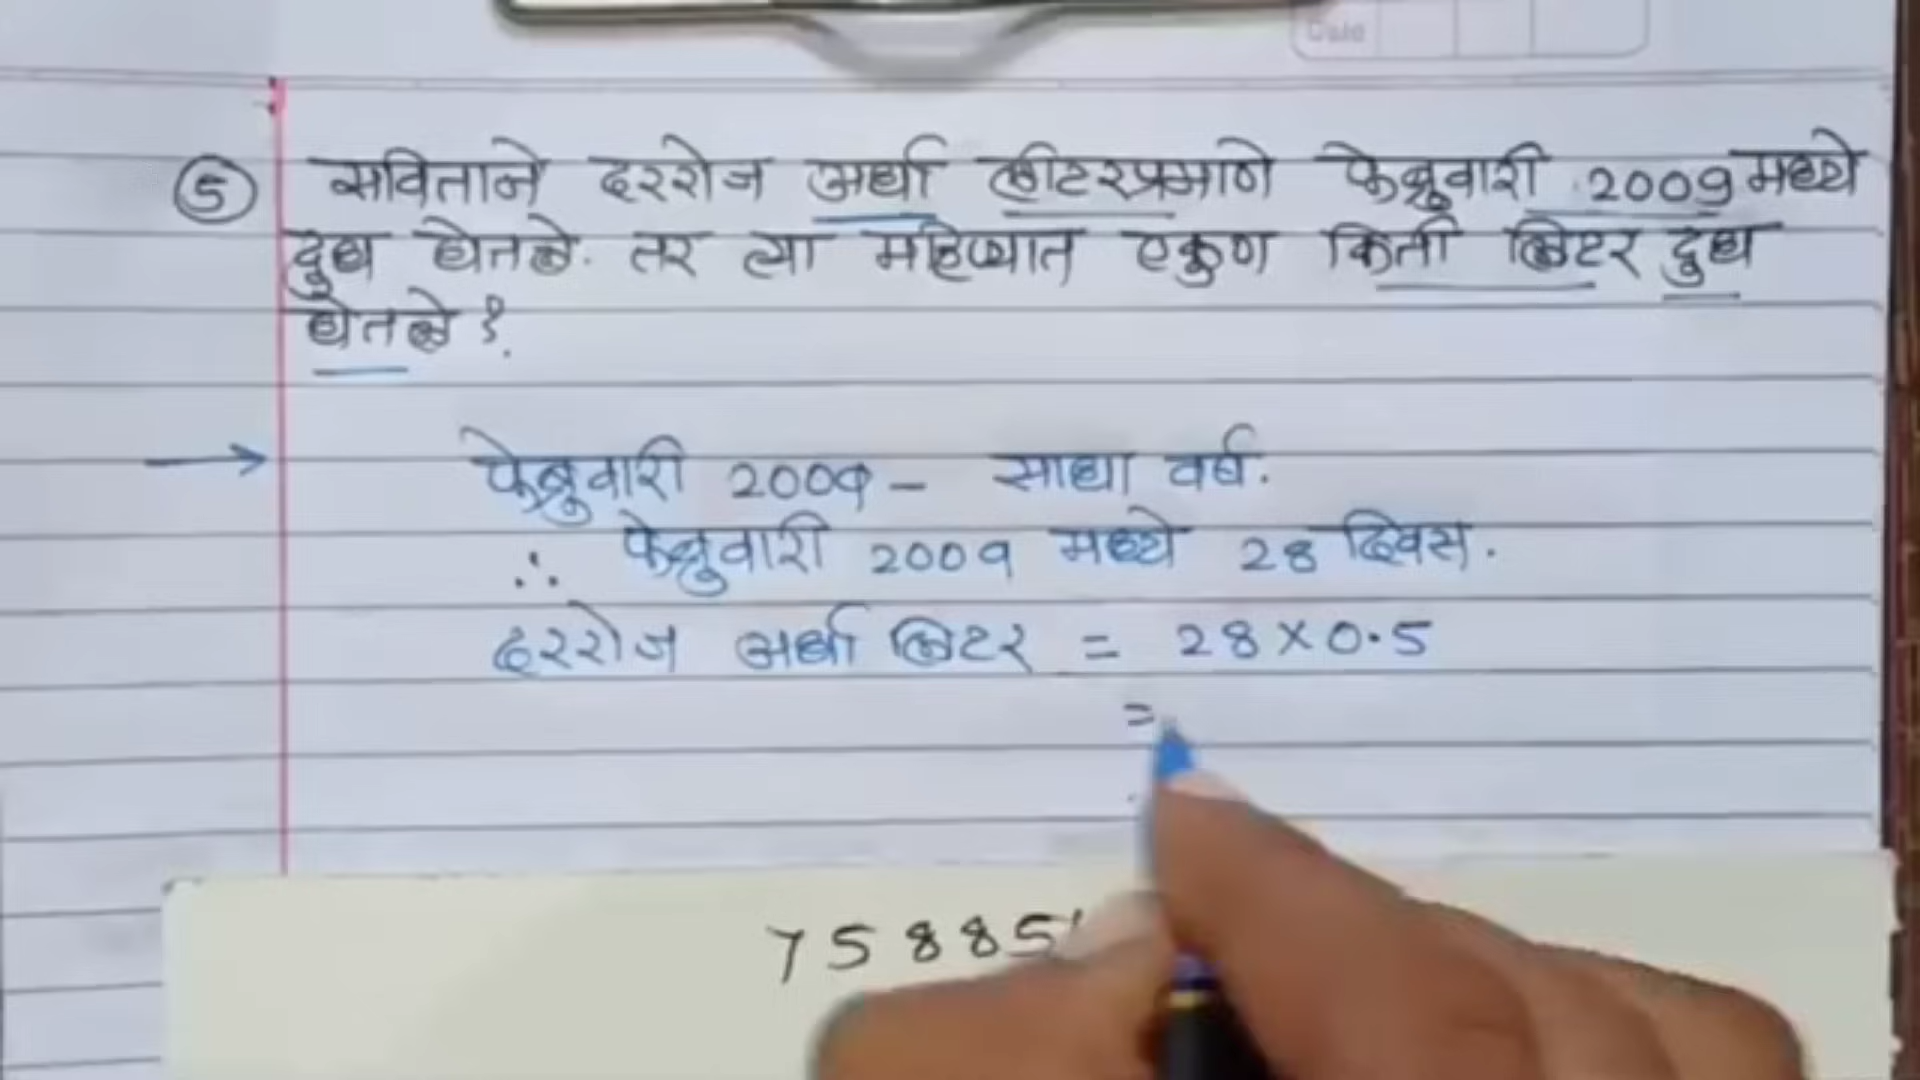 Date
⑤ सविताने दररोज अर्धा लीटरप्रमाणे फेब्रुवारी 2009 मध्ये
दुध घेतले. तर त्या महिन्यात एकुण किती लिटर दुध
घेतले?
→ फेब्रुवारी 2009 - साधा वर्ष.
∴ फेब्रुवारी 2009 मध्ये 28 दिवस.
दररोज अर्धा लिटर = 28 × 0.5
=
75885